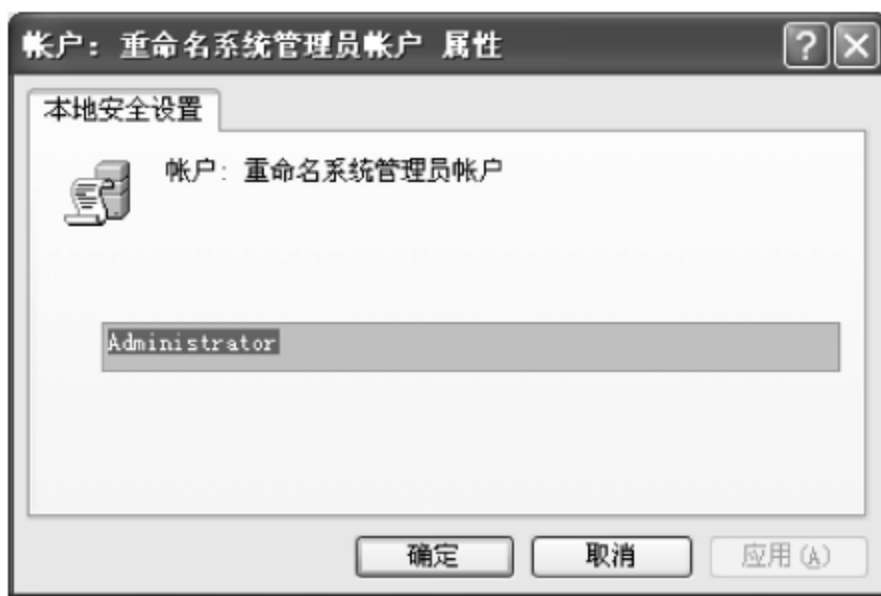 帐户：重命名系统管理员帐户 属性
本地安全设置
帐户：重命名系统管理员帐户
Administrator
确定 取消 应用(A)